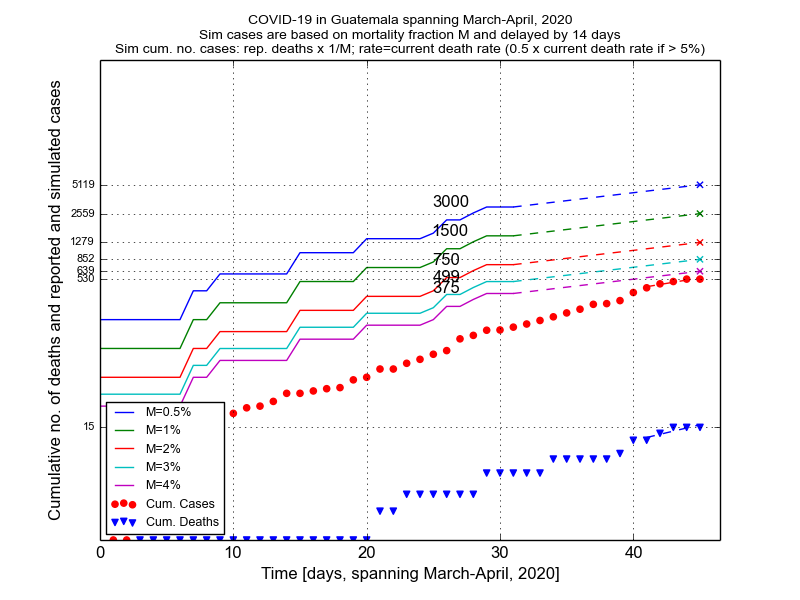 COVID-19 in Guatemala spanning March-April, 2020
Sim cases are based on mortality fraction M and delayed by 14 days
Sim cum. no. cases: rep. deaths x 1/M; rate=current death rate (0.5 x current death rate if > 5%)
Cumulative no. of deaths and reported and simulated cases
5119
2559
1279
852
639
530
15
3000
1500
750
499
375
M=0.5%
M=1%
M=2%
M=3%
M=4%
Cum. Cases
Cum. Deaths
0 10 20 30 40
Time [days, spanning March-April, 2020]